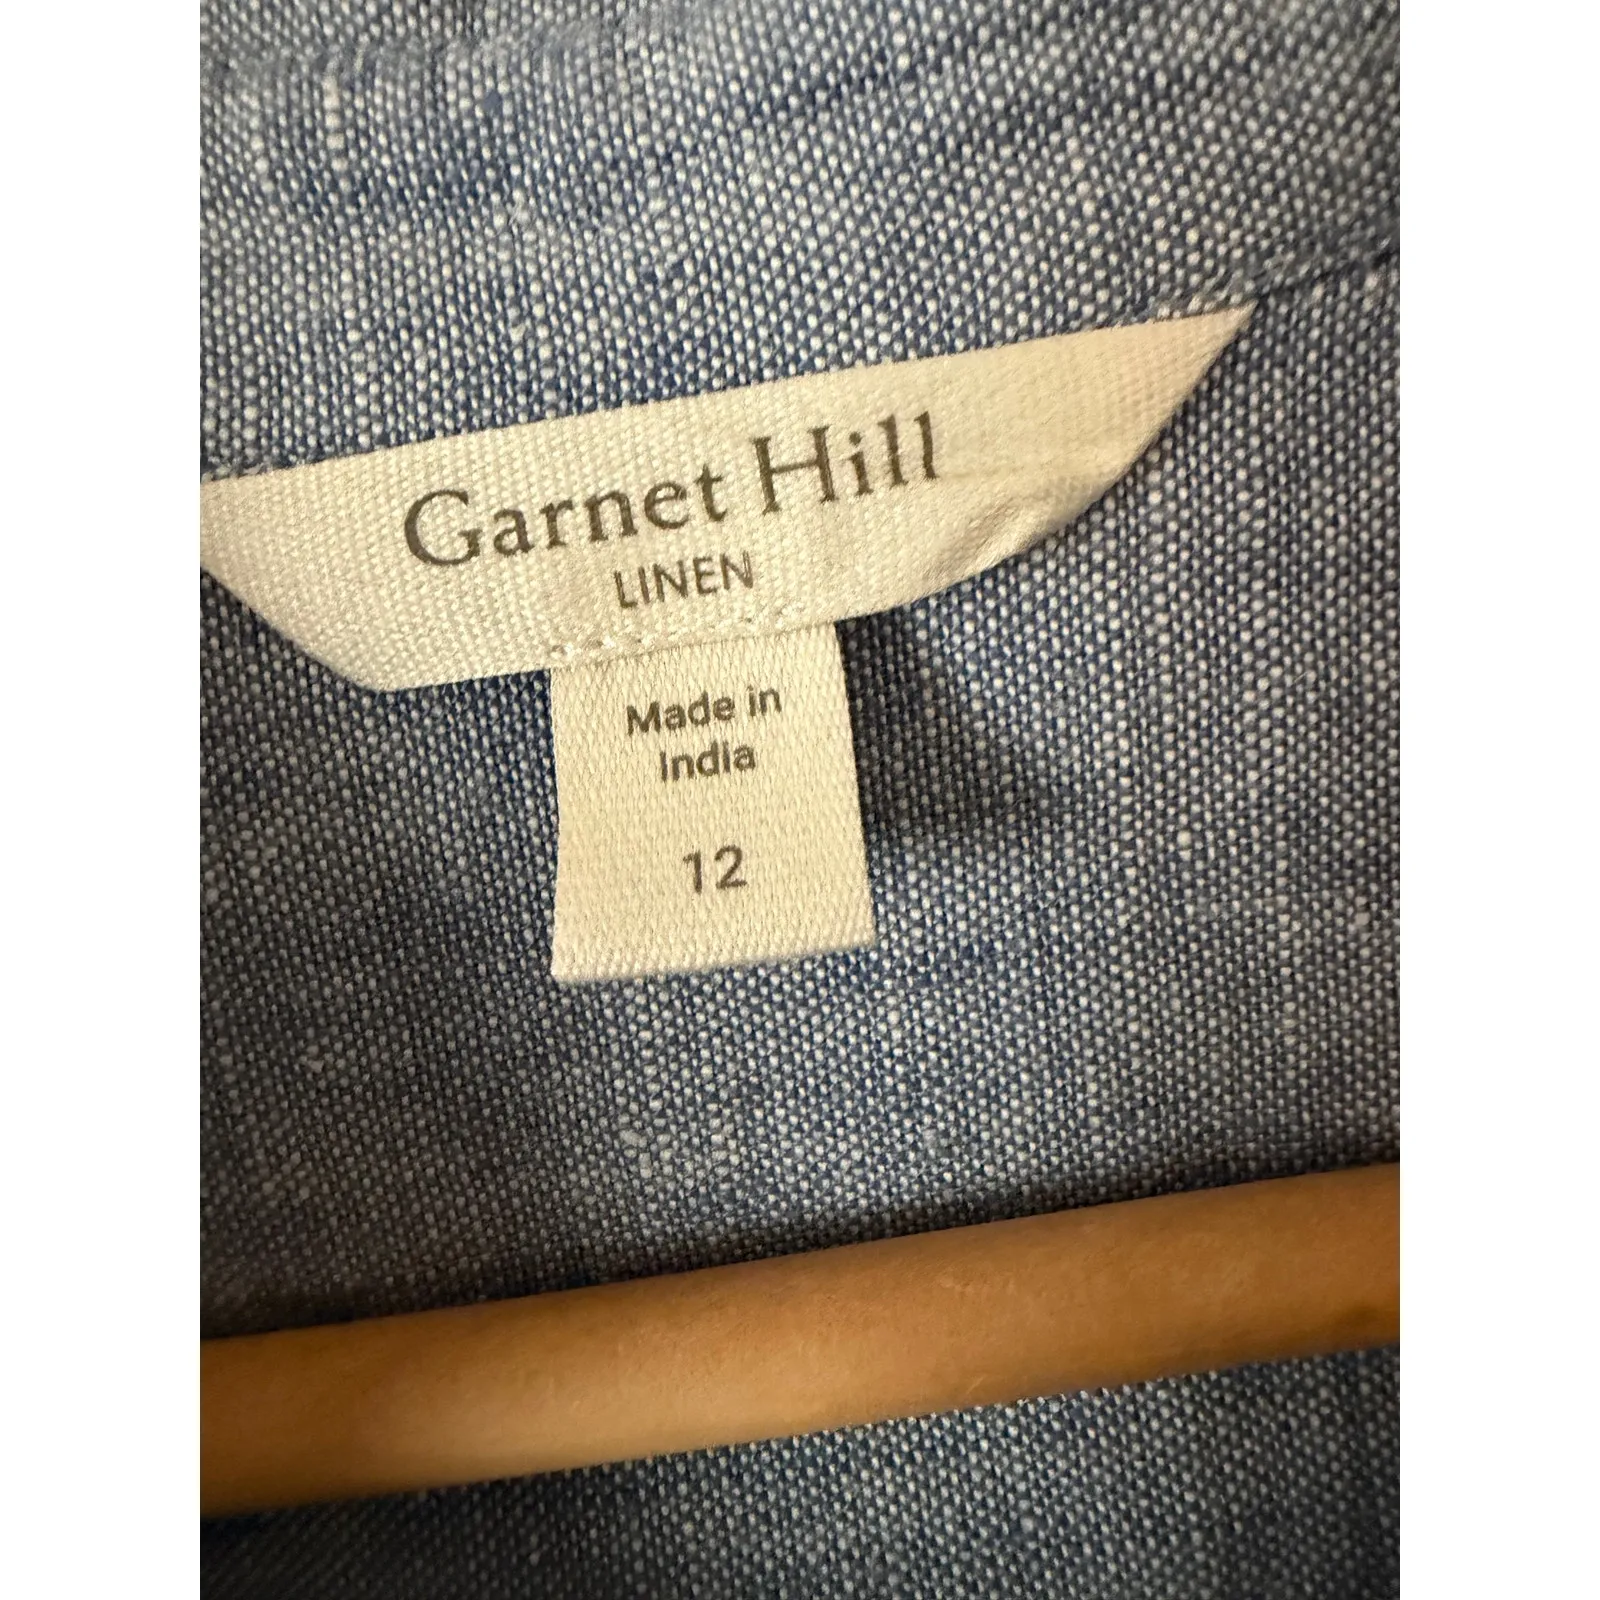 Garnet Hill
LINEN
Made in
India
12